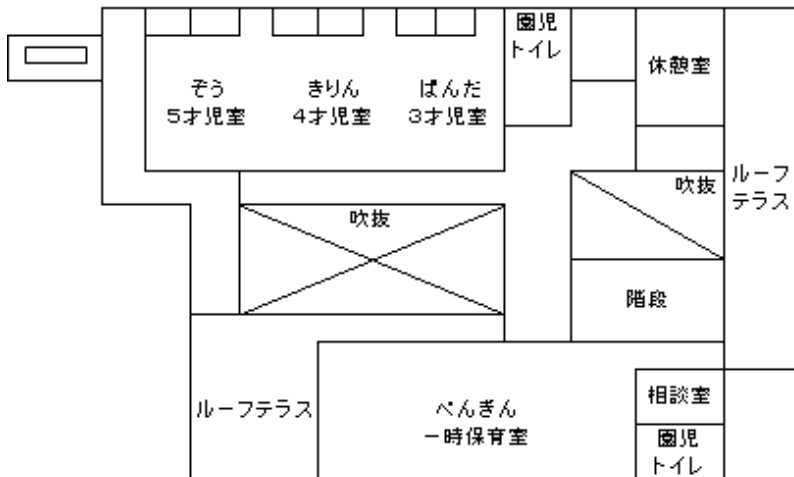 園児
トイレ
休憩室
ぞう
5才児室
きりん
4才児室
ぱんだ
3才児室
ルーフ
テラス
吹抜
吹抜
階段
ルーフテラス
ぺんぎん
一時保育室
相談室
園児
トイレ